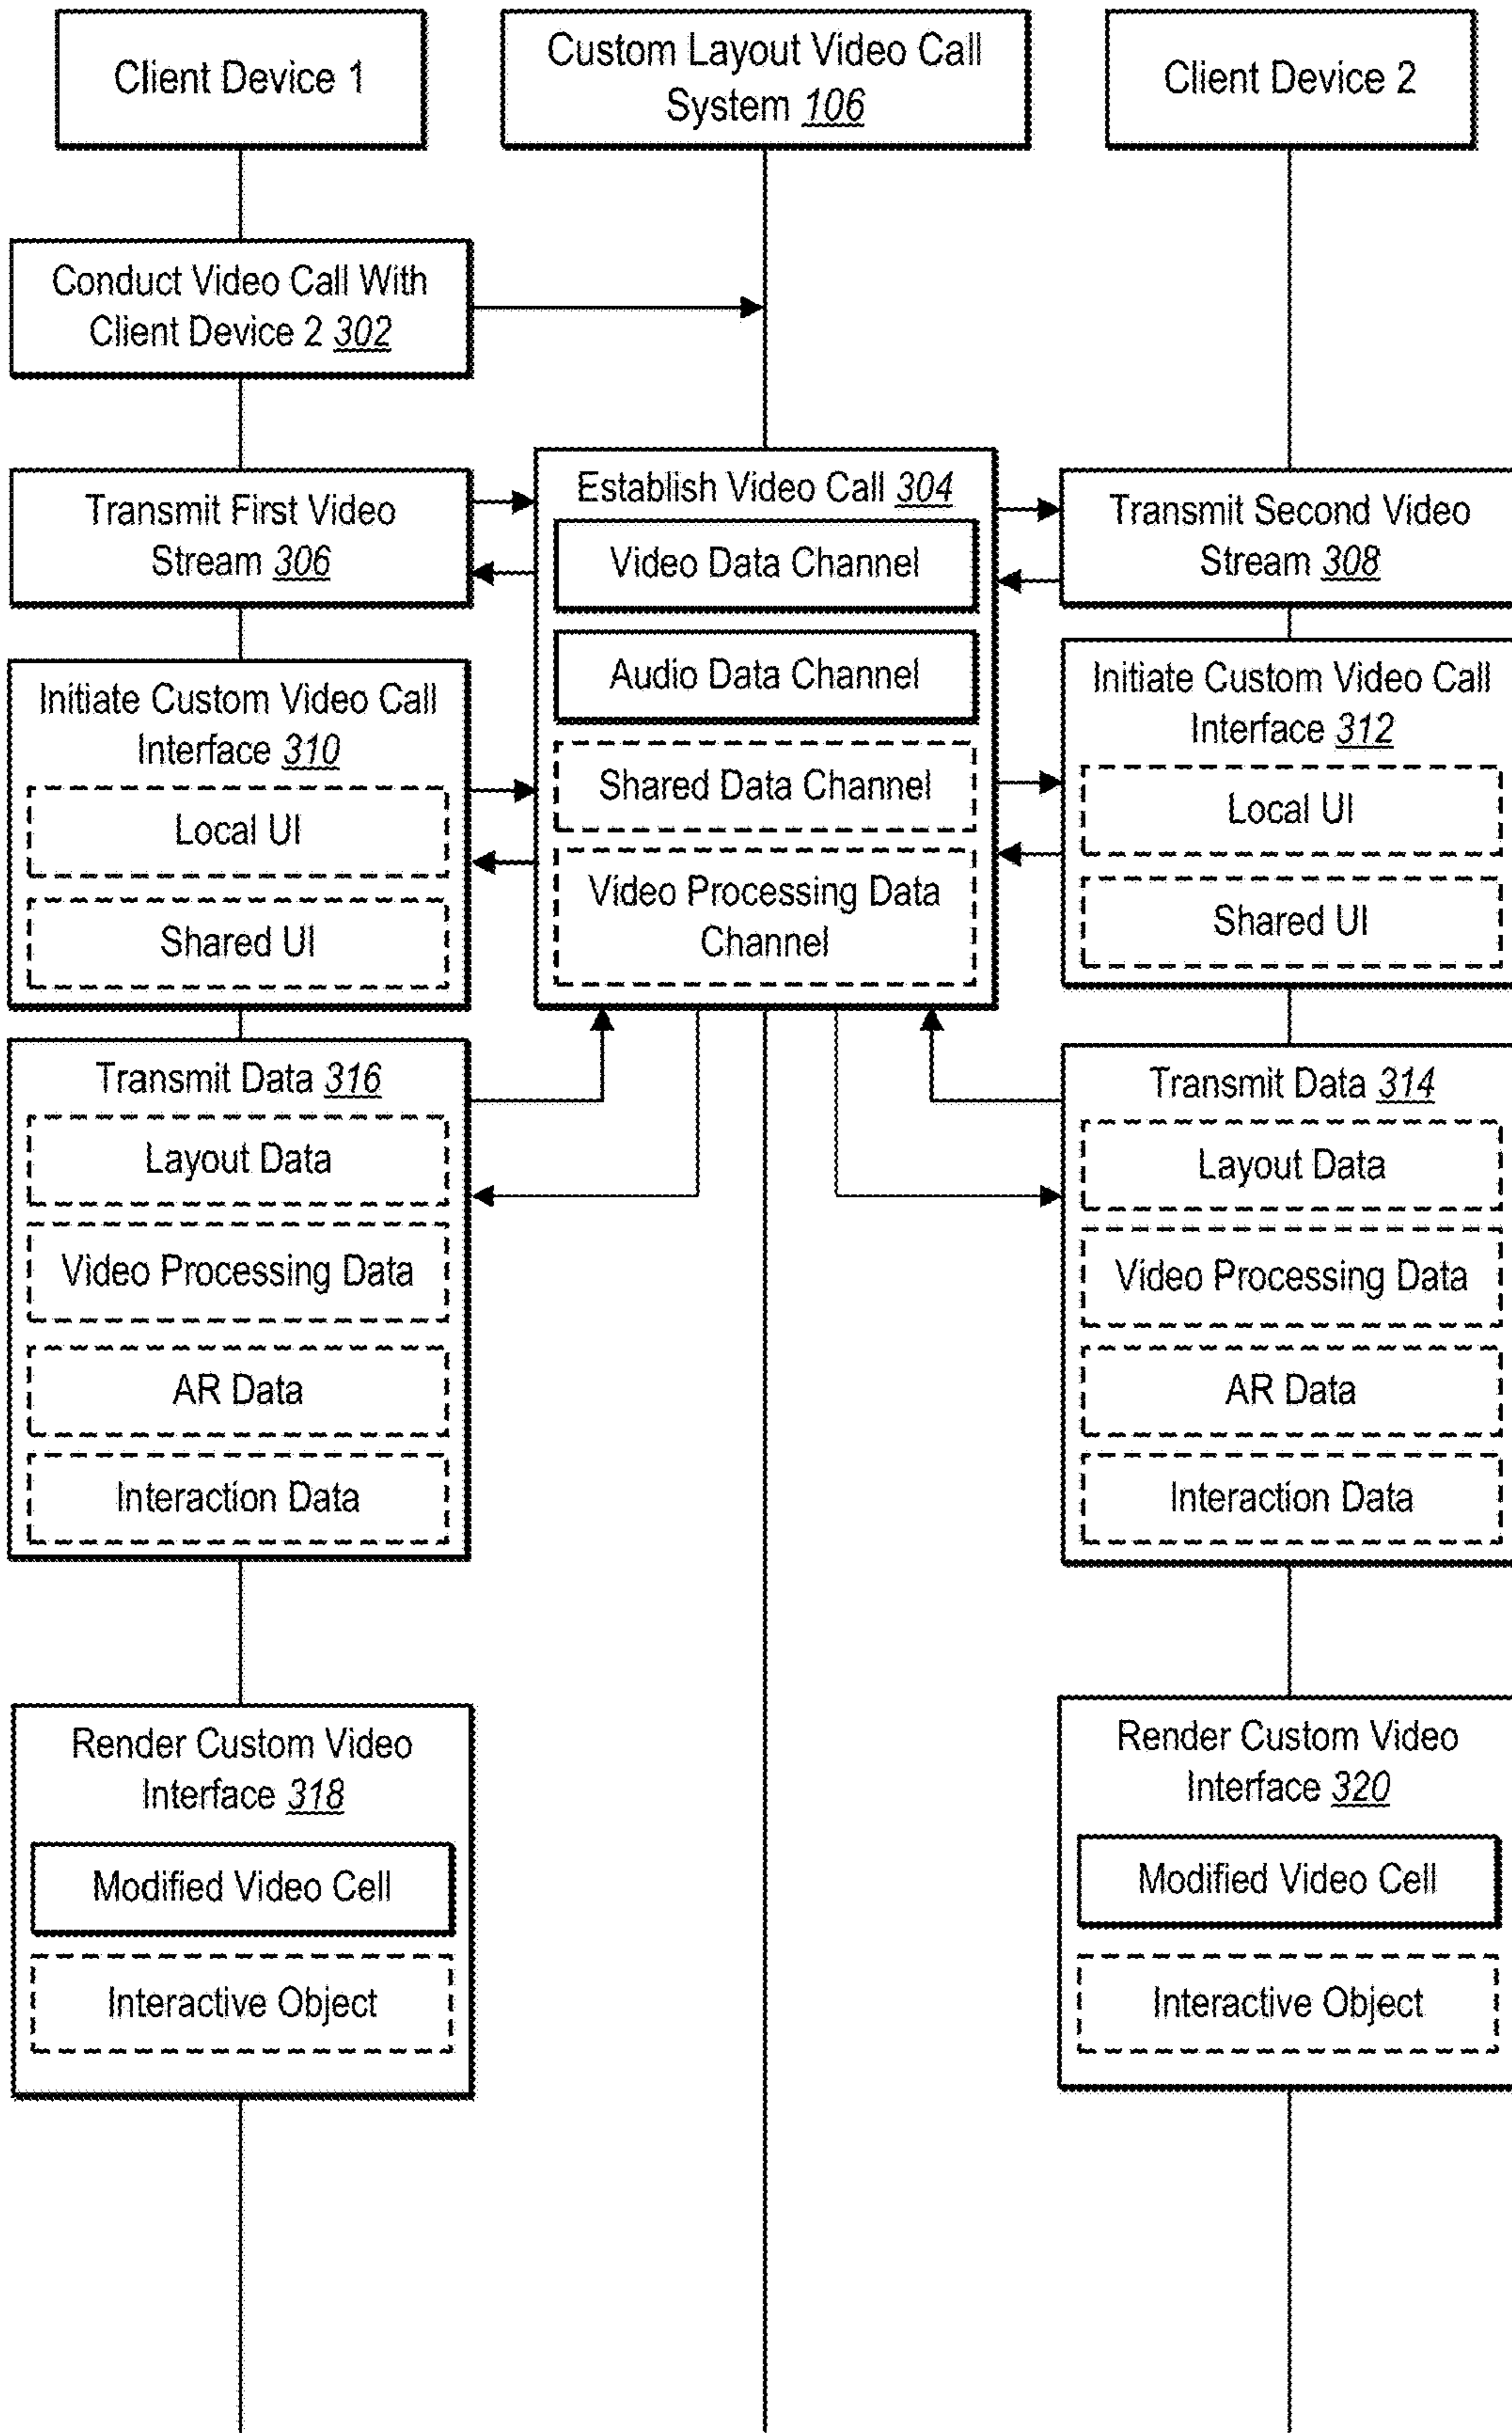 Client Device 1
Custom Layout Video Call
System 106
Client Device 2
Conduct Video Call With
Client Device 2 302
Transmit First Video
Stream 306
Establish Video Call 304
Video Data Channel
Audio Data Channel
Shared Data Channel
Video Processing Data
Channel
Transmit Second Video
Stream 308
Initiate Custom Video Call
Interface 310
Local UI
Shared UI
Initiate Custom Video Call
Interface 312
Local UI
Shared UI
Transmit Data 316
Layout Data
Video Processing Data
AR Data
Interaction Data
Transmit Data 314
Layout Data
Video Processing Data
AR Data
Interaction Data
Render Custom Video
Interface 318
Modified Video Cell
Interactive Object
Render Custom Video
Interface 320
Modified Video Cell
Interactive Object